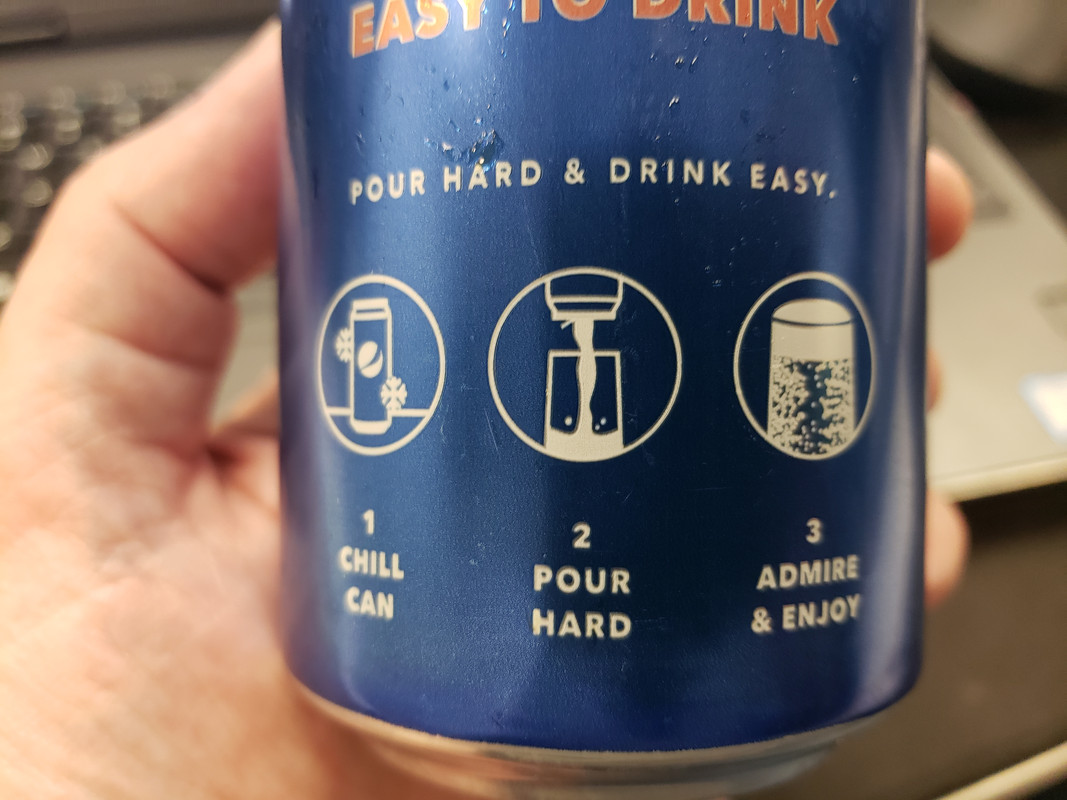 EASY TO DRINK
POUR HARD & DRINK EASY.
1
CHILL
CAN
2
POUR
HARD
3
ADMIRE
& ENJOY